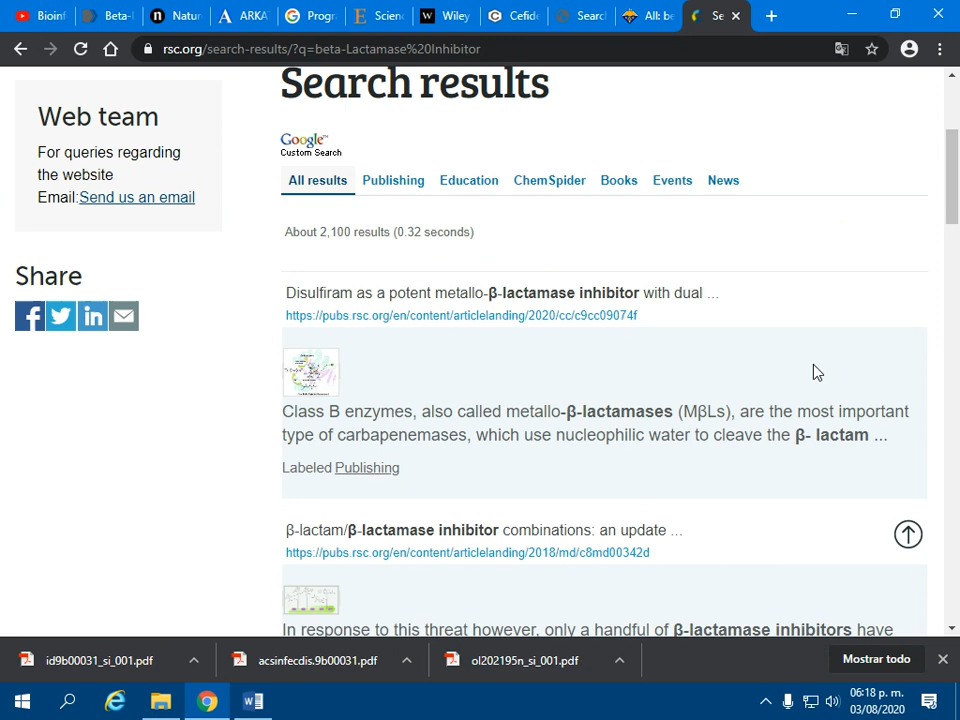 Bioinf
Beta-l
Natur
ARKA
Progr
Scienc
Wiley
Cefide
Searc
All: be
Se
rsc.org/search-results/?q=beta-Lactamase%20Inhibitor
Search results
Web team
For queries regarding
the website
Email:Send us an email
Share
Google™
Custom Search
All results
Publishing
Education
ChemSpider
Books
Events
News
About 2,100 results (0.32 seconds)
Disulfiram as a potent metallo-β-lactamase inhibitor with dual ...
https://pubs.rsc.org/en/content/articlelanding/2020/cc/c9cc09074f
Class B enzymes, also called metallo-β-lactamases (MβLs), are the most important
type of carbapenemases, which use nucleophilic water to cleave the β- lactam ...
Labeled Publishing
β-lactam/β-lactamase inhibitor combinations: an update ...
https://pubs.rsc.org/en/content/articlelanding/2018/md/c8md00342d
In response to this threat however, only a handful of β-lactamase inhibitors have
id9b00031_si_001.pdf
acsinfecdis.9b00031.pdf
ol202195n_si_001.pdf
Mostrar todo
06:18 p. m.
03/08/2020